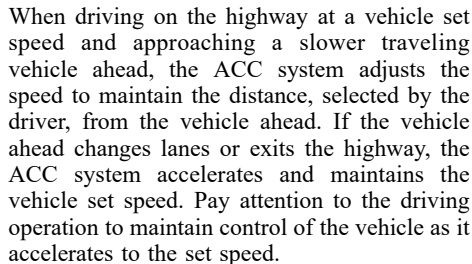 When driving on the highway at a vehicle set
speed and approaching a slower traveling
vehicle ahead, the ACC system adjusts the
speed to maintain the distance, selected by the
driver, from the vehicle ahead. If the vehicle
ahead changes lanes or exits the highway, the
ACC system accelerates and maintains the
vehicle set speed. Pay attention to the driving
operation to maintain control of the vehicle as it
accelerates to the set speed.